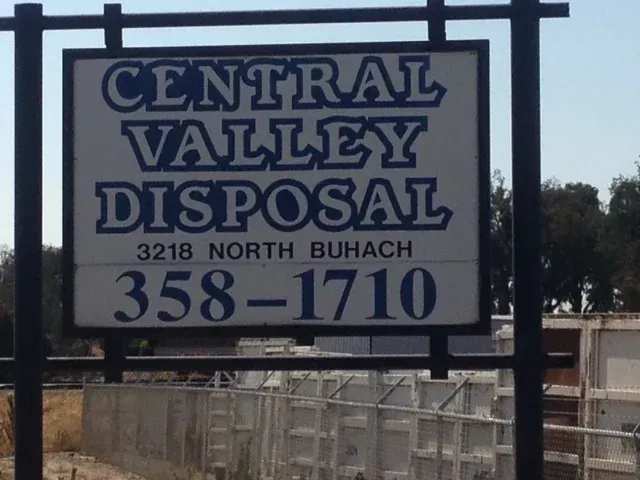 CENTRAL
VALLEY
DISPOSAL
3218 NORTH BUHACH
358-1710